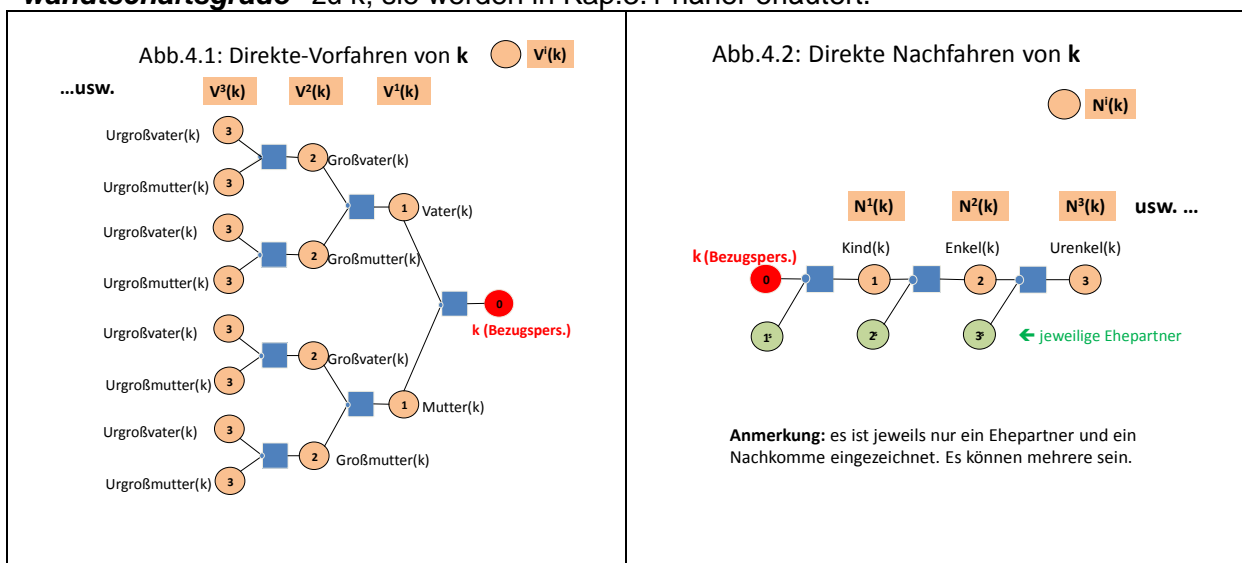 wandtschaftsgrade
Abb.4.1: Direkte-Vorfahren von k
Vⁱ(k)
...usw.
V³(k)
V²(k)
V¹(k)
Urgroßvater(k)
3
Urgroßmutter(k)
3
2
Großvater(k)
Urgroßvater(k)
3
Urgroßmutter(k)
3
2
Großmutter(k)
1
Vater(k)
0
k (Bezugspers.)
Urgroßvater(k)
3
Urgroßmutter(k)
3
2
Großvater(k)
1
Mutter(k)
Urgroßvater(k)
3
Urgroßmutter(k)
3
2
Großmutter(k)
Abb.4.2: Direkte Nachfahren von k
Nⁱ(k)
N¹(k)
N²(k)
N³(k)
usw. ...
k (Bezugspers.)
Kind(k)
Enkel(k)
Urenkel(k)
0
1
2
3
1ˢ
2ˢ
3ˢ
← jeweilige Ehepartner
Anmerkung: es ist jeweils nur ein Ehepartner und ein
Nachkomme eingezeichnet. Es können mehrere sein.